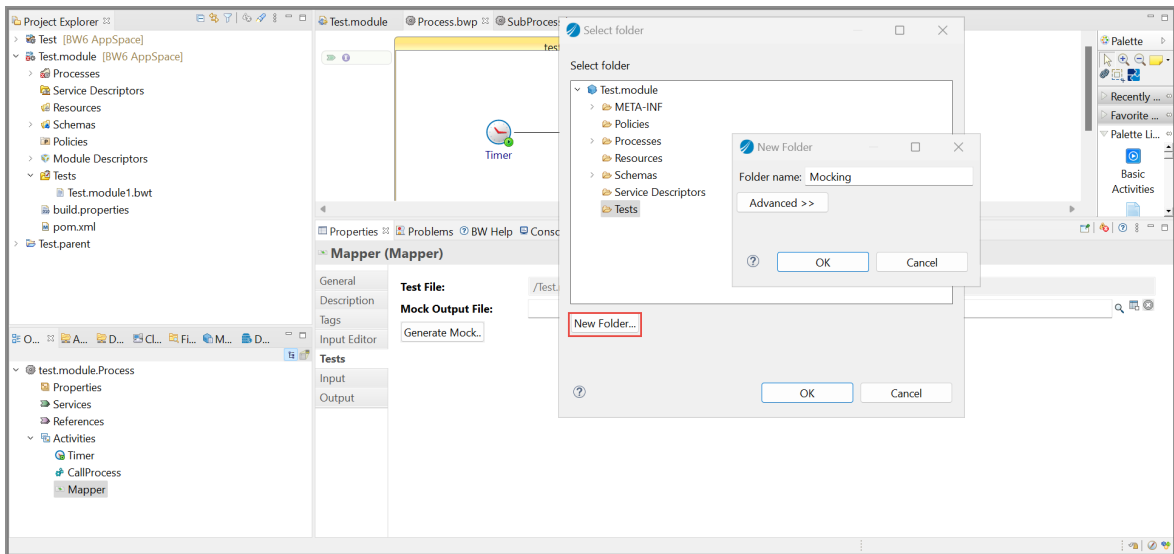 Project Explorer
Test [BW6 AppSpace]
Test.module [BW6 AppSpace]
Processes
Service Descriptors
Resources
Schemas
Policies
Module Descriptors
Tests
Test.module1.bwt
build.properties
pom.xml
Test.parent
O... A... D... Cl... Fi... M... D...
test.module.Process
Properties
Services
References
Activities
Timer
CallProcess
Mapper
Test.module Process.bwp SubProcess
test
Timer
Properties Problems BW Help Conso
Mapper (Mapper)
General
Description
Tags
Input Editor
Tests
Input
Output
Test File: /Test.
Mock Output File:
Generate Mock..
Select folder
Select folder
Test.module
META-INF
Policies
Processes
Resources
Schemas
Service Descriptors
Tests
New Folder...
OK Cancel
New Folder
Folder name: Mocking
Advanced >>
OK Cancel
Palette
Recently ...
Favorite ...
Palette Li...
Basic
Activities